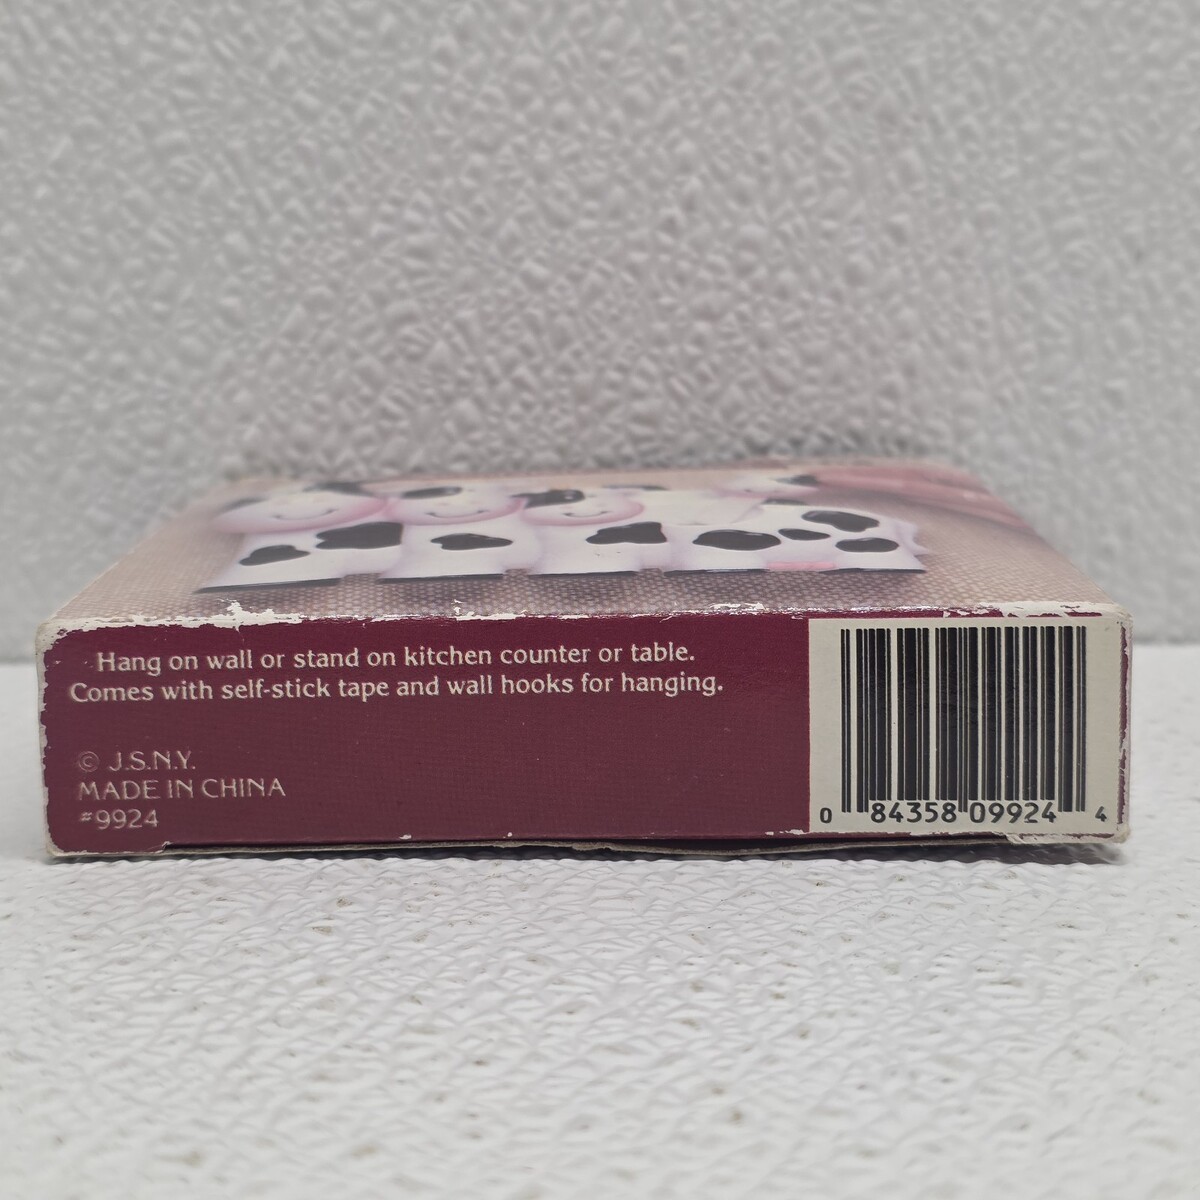 Hang on wall or stand on kitchen counter or table.
Comes with self-stick tape and wall hooks for hanging.
© J.S.N.Y.
MADE IN CHINA
#9924
0 84358 09924 4